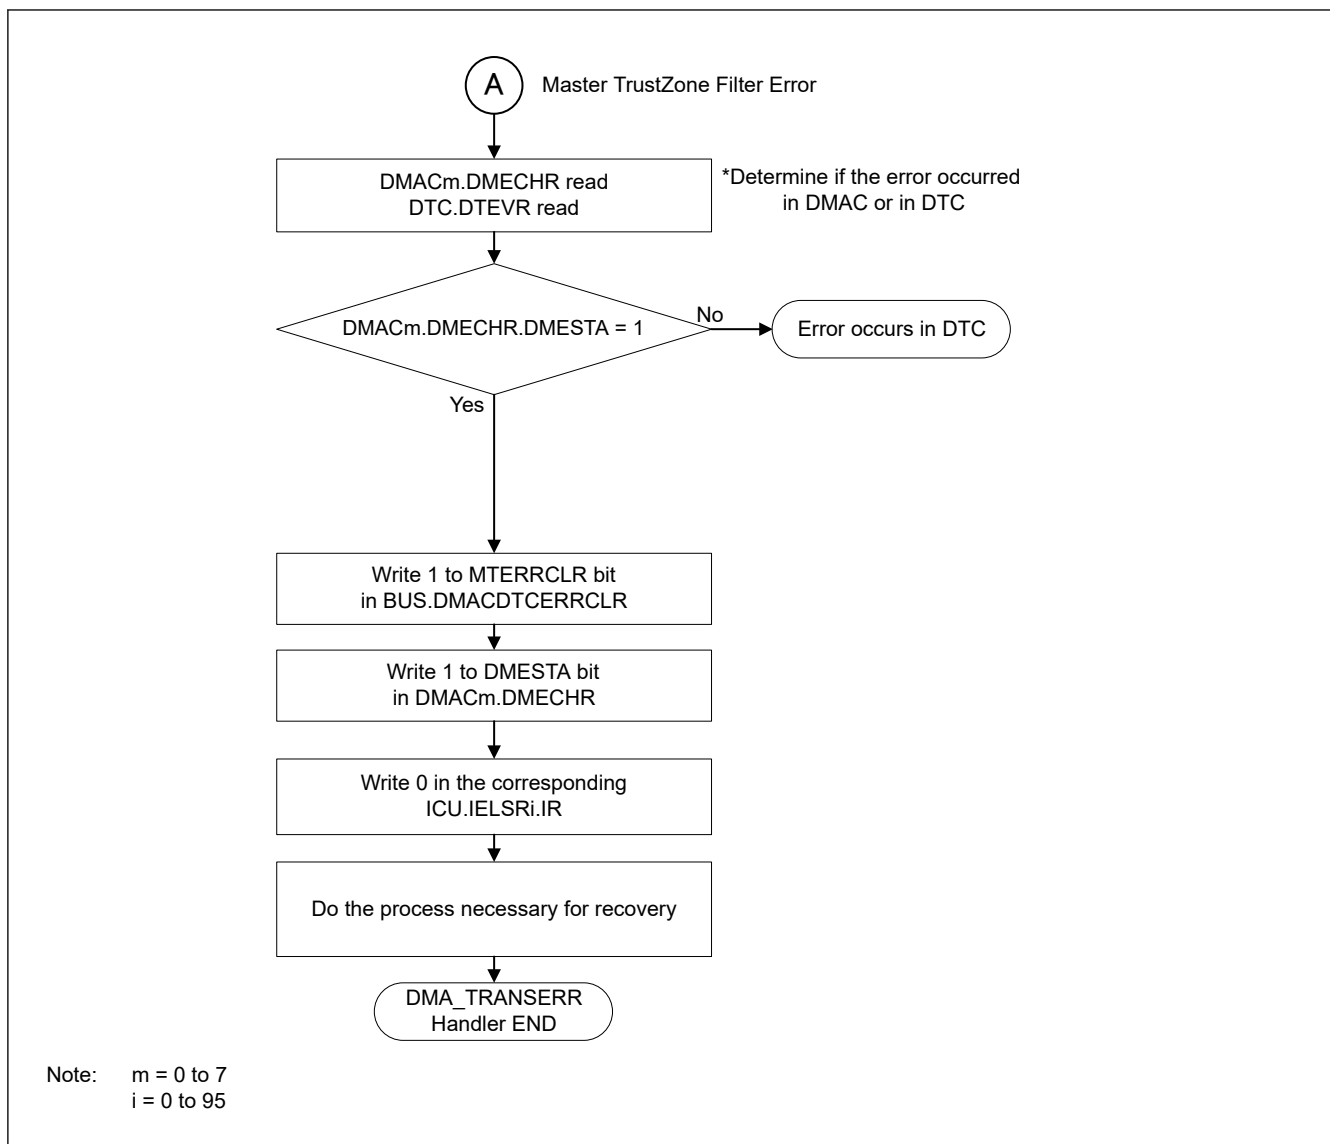 A
Master TrustZone Filter Error
DMACm.DMECHR read
DTC.DTEVR read
*Determine if the error occurred
in DMAC or in DTC
DMACm.DMECHR.DMESTA = 1
No
Error occurs in DTC
Yes
Write 1 to MTERRCLR bit
in BUS.DMACDTCERRCLR
Write 1 to DMESTA bit
in DMACm.DMECHR
Write 0 in the corresponding
ICU.IELSRi.IR
Do the process necessary for recovery
DMA_TRANSERR
Handler END
Note: m = 0 to 7
i = 0 to 95